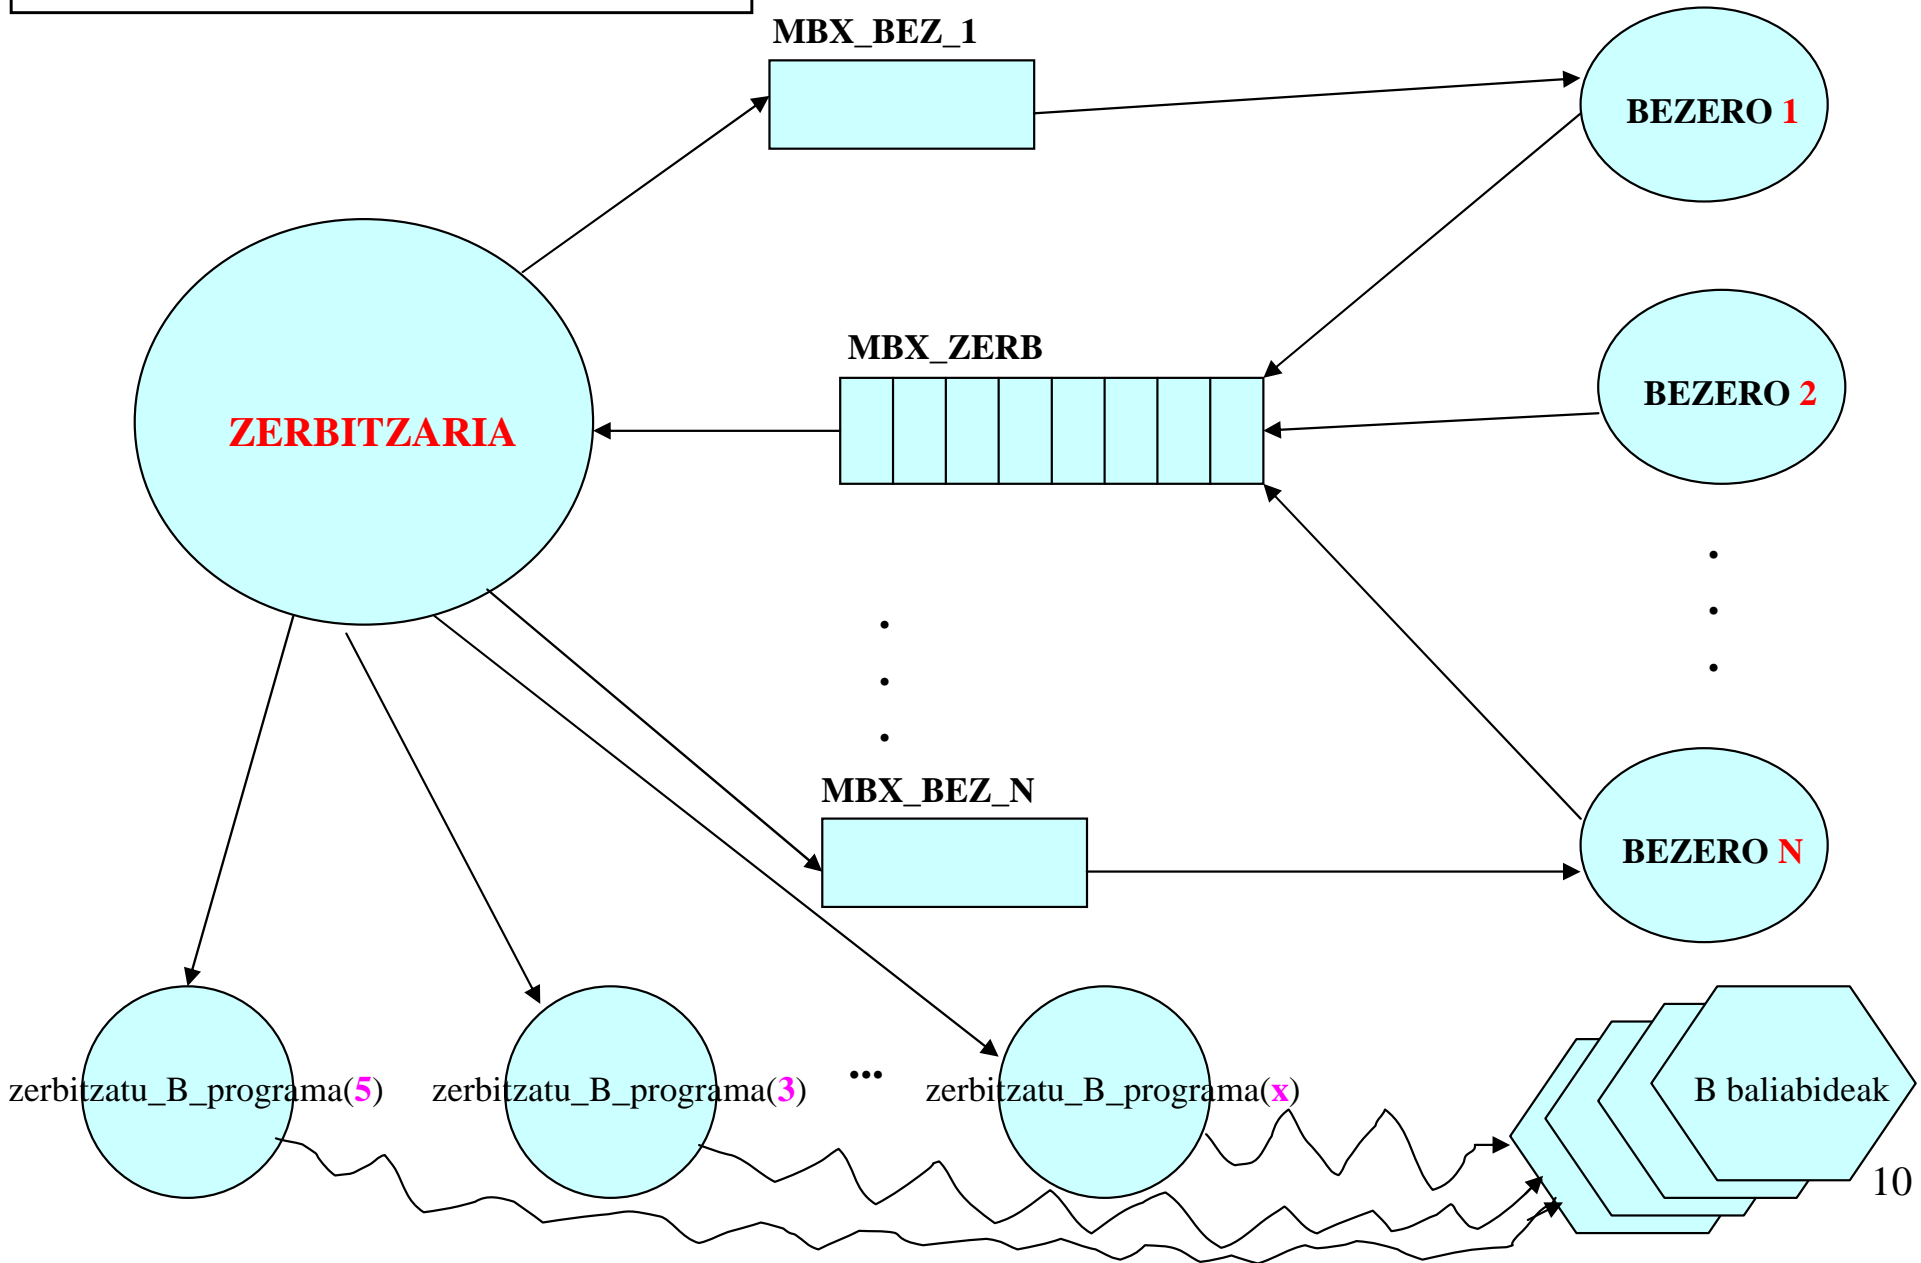 MBX_BEZ_1
BEZERO 1
MBX_ZERB
BEZERO 2
ZERBITZARIA
.
.
.
.
.
.
MBX_BEZ_N
BEZERO N
zerbitzatu_B_programa(5)
zerbitzatu_B_programa(3)
...
zerbitzatu_B_programa(x)
B baliabideak
10